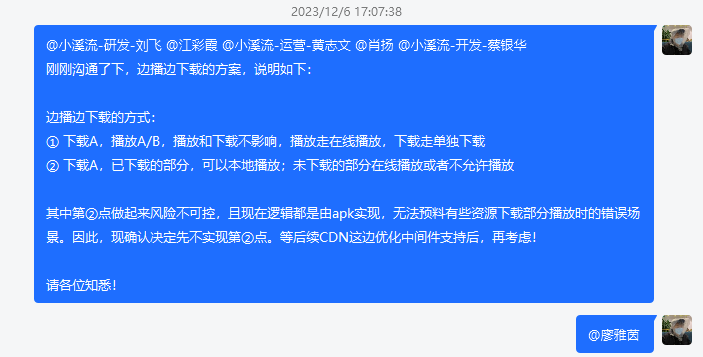 2023/12/6 17:07:38
@小溪流-研发-刘飞 @江彩霞 @小溪流-运营-黄志文 @肖扬 @小溪流-开发-蔡银华
刚刚沟通了下，边播边下载的方案，说明如下：
边播边下载的方式：
① 下载A，播放A/B，播放和下载不影响，播放走在线播放，下载走单独下载
② 下载A，已下载的部分，可以本地播放；未下载的部分在线播放或者不允许播放
其中第②点做起来风险不可控，且现在逻辑都是由apk实现，无法预料有些资源下载部分播放时的错误场
景。因此，现确认决定先不实现第②点。等后续CDN这边优化中间件支持后，再考虑！
请各位知悉！
@廖雅茵